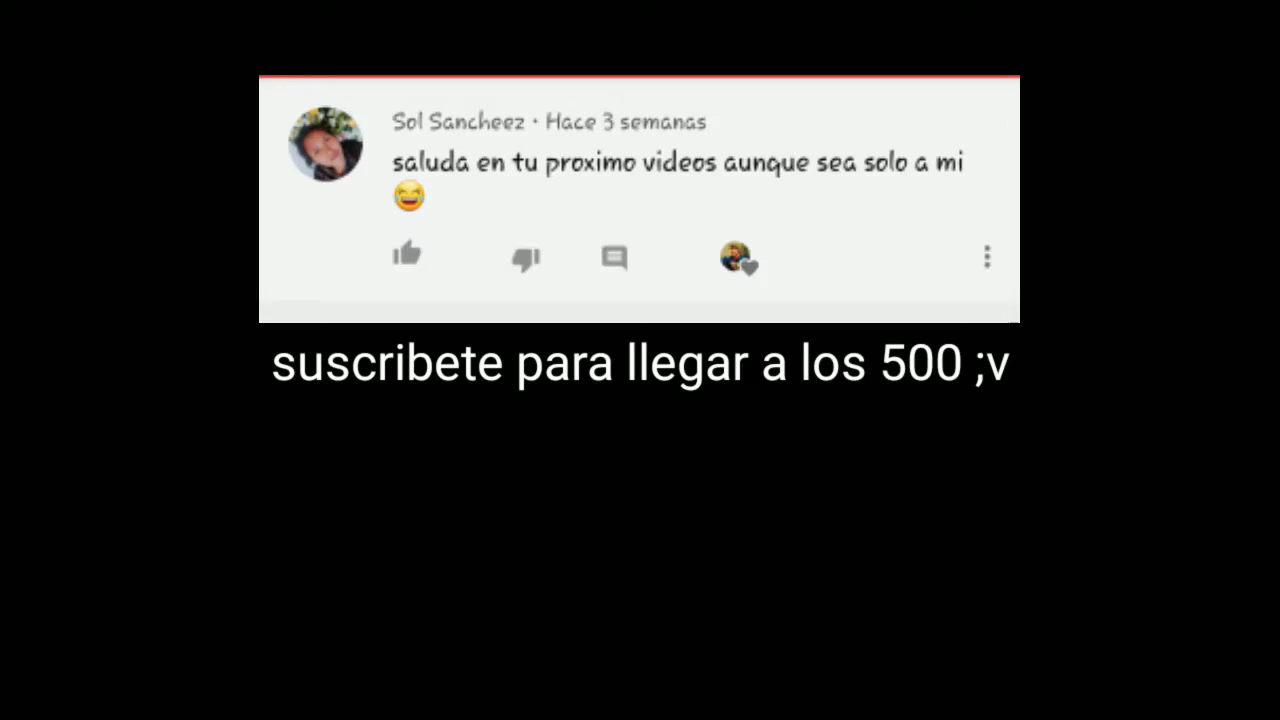 Sol Sancheez · Hace 3 semanas
saluda en tu proximo videos aunque sea solo a mi
😂
suscribete para llegar a los 500 ;v